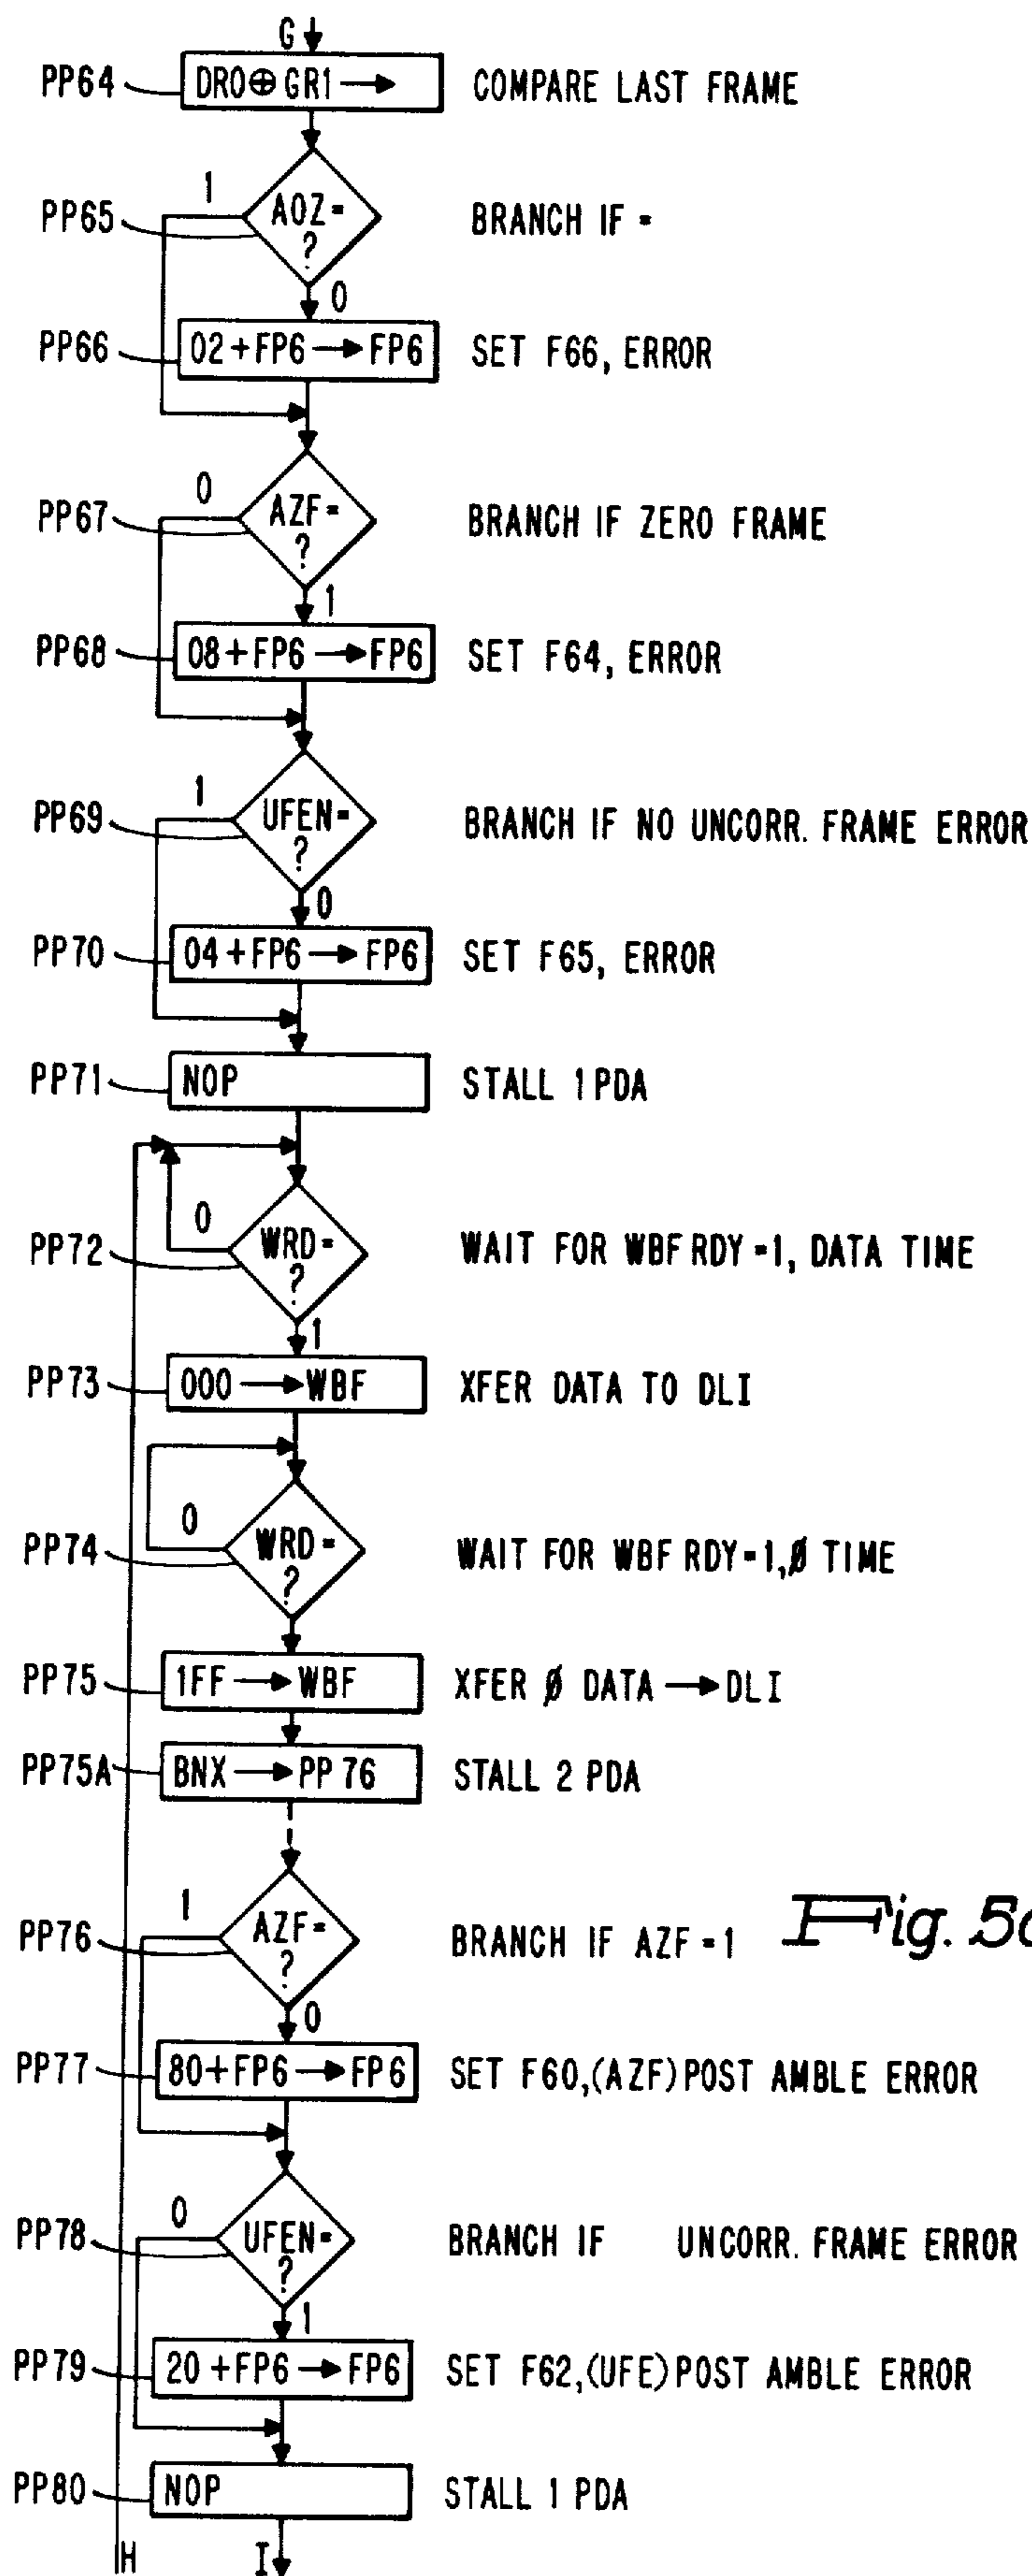 G
PP64 DR0⊕GR1→ COMPARE LAST FRAME
1
PP65 AOZ= ? BRANCH IF =
0
PP66 02+FP6→FP6 SET F66, ERROR
0
PP67 AZF= ? BRANCH IF ZERO FRAME
1
PP68 08+FP6→FP6 SET F64, ERROR
1
PP69 UFEN= ? BRANCH IF NO UNCORR. FRAME ERROR
0
PP70 04+FP6→FP6 SET F65, ERROR
PP71 NOP STALL 1 PDA
0
PP72 WRD= ? WAIT FOR WBF RDY=1, DATA TIME
1
PP73 000→WBF XFER DATA TO DLI
0
PP74 WRD= ? WAIT FOR WBF RDY=1,Ø TIME
PP75 1FF→WBF XFER Ø DATA→DLI
PP75A BNX→PP76 STALL 2 PDA
1
PP76 AZF= ? BRANCH IF AZF=1
Fig. 5
0
PP77 80+FP6→FP6 SET F60,(AZF)POST AMBLE ERROR
0
PP78 UFEN= ? BRANCH IF UNCORR. FRAME ERROR
1
PP79 20+FP6→FP6 SET F62,(UFE)POST AMBLE ERROR
PP80 NOP STALL 1 PDA
H I